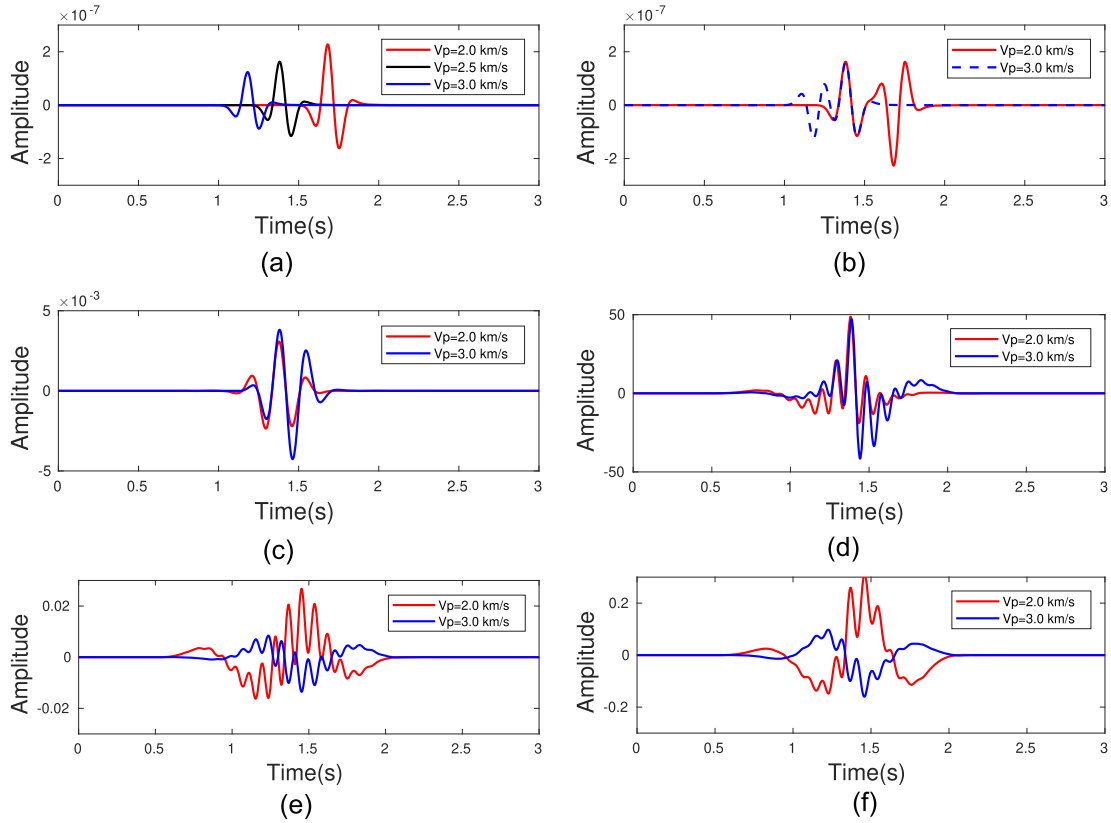 ×10⁻⁷
Amplitude
2
0
-2
Vp=2.0 km/s
Vp=2.5 km/s
Vp=3.0 km/s
0 0.5 1 1.5 2 2.5 3
Time(s)
(a)
×10⁻⁷
Amplitude
2
0
-2
Vp=2.0 km/s
Vp=3.0 km/s
0 0.5 1 1.5 2 2.5 3
Time(s)
(b)
×10⁻³
Amplitude
5
0
-5
Vp=2.0 km/s
Vp=3.0 km/s
0 0.5 1 1.5 2 2.5 3
Time(s)
(c)
Amplitude
50
0
-50
Vp=2.0 km/s
Vp=3.0 km/s
0 0.5 1 1.5 2 2.5 3
Time(s)
(d)
Amplitude
0.02
0
-0.02
Vp=2.0 km/s
Vp=3.0 km/s
0 0.5 1 1.5 2 2.5 3
Time(s)
(e)
Amplitude
0.2
0
-0.2
Vp=2.0 km/s
Vp=3.0 km/s
0 0.5 1 1.5 2 2.5 3
Time(s)
(f)